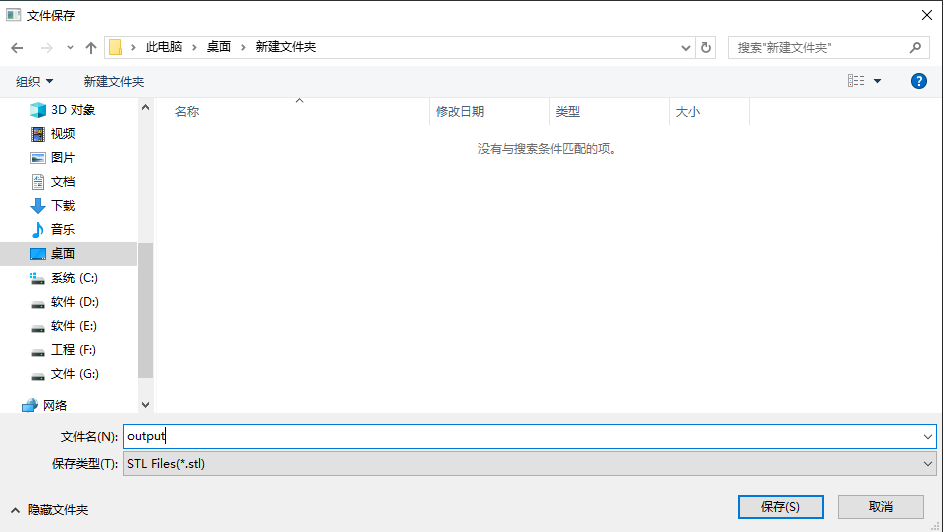 文件保存
此电脑 › 桌面 › 新建文件夹
搜索"新建文件夹"
组织 新建文件夹
3D 对象
视频
图片
文档
下载
音乐
桌面
系统 (C:)
软件 (D:)
软件 (E:)
工程 (F:)
文件 (G:)
网络
名称 修改日期 类型 大小
没有与搜索条件匹配的项。
文件名(N): output
保存类型(T): STL Files(*.stl)
隐藏文件夹 保存(S) 取消